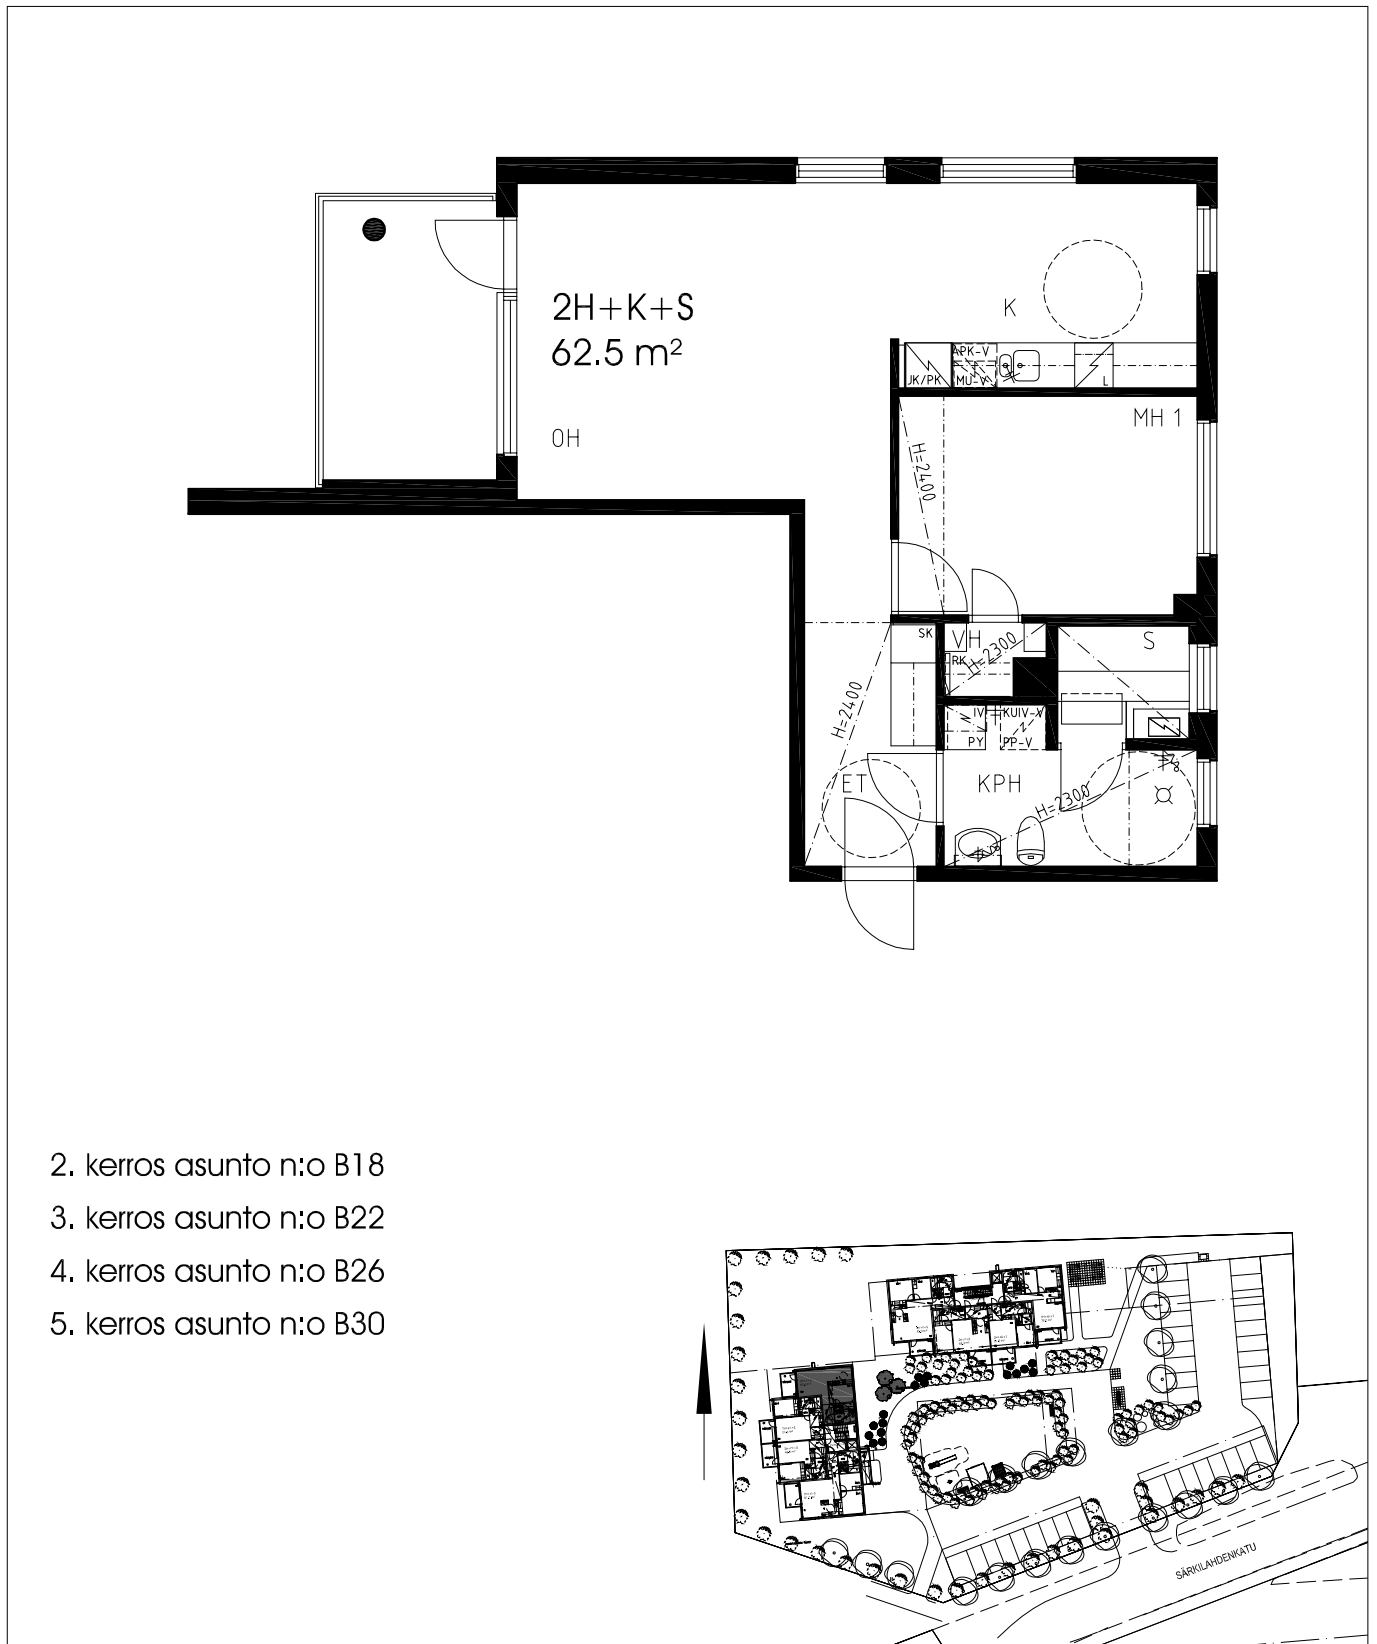 2H+K+S
62.5 m²
K
APK-V
JK/PK
MU-V
L
OH
MH 1
H=2400
SK
VH
H=2300
RK
S
H=2400
IV
KUIV-V
PY
PP-V
ET
KPH
H=2300
2. kerros asunto n:o B18
3. kerros asunto n:o B22
4. kerros asunto n:o B26
5. kerros asunto n:o B30
SÄRKILAHDENKATU